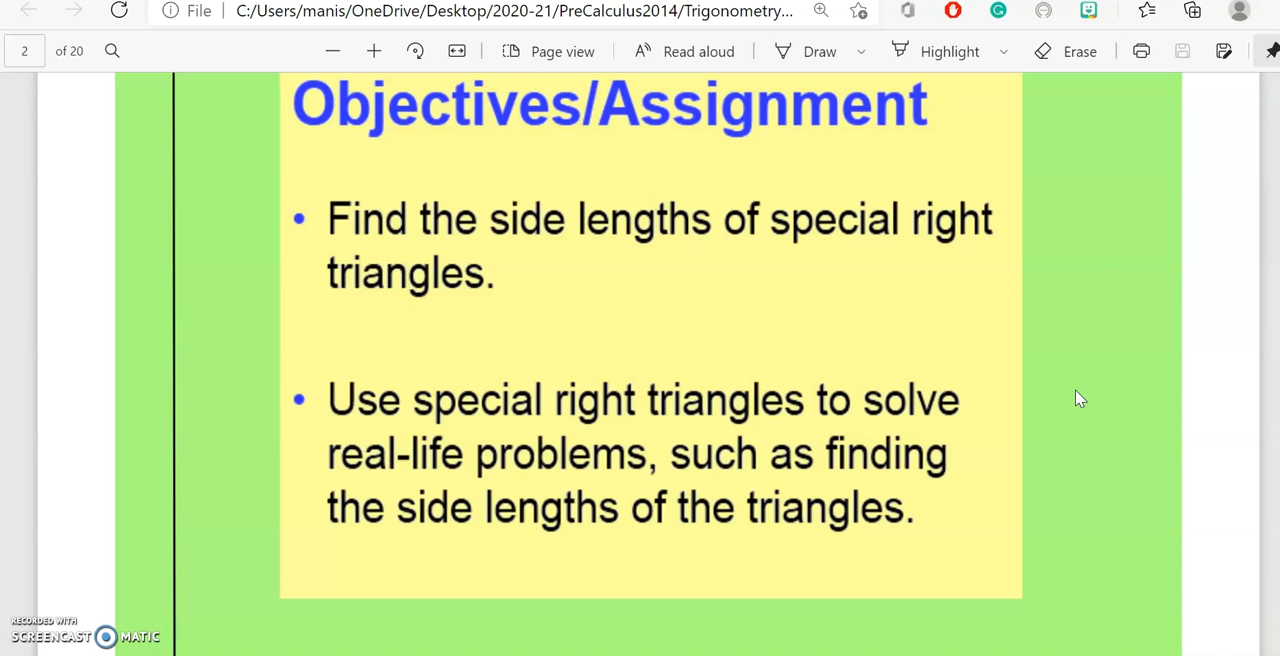 File C:/Users/manis/OneDrive/Desktop/2020-21/PreCalculus2014/Trigonometry...
2 of 20 Page view Read aloud Draw Highlight Erase
Objectives/Assignment
• Find the side lengths of special right
triangles.
• Use special right triangles to solve
real-life problems, such as finding
the side lengths of the triangles.
RECORDED WITH
SCREENCAST MATIC